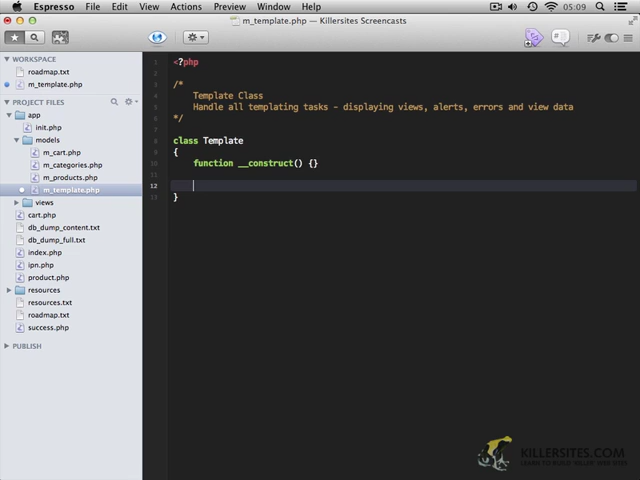 Espresso File Edit View Actions Preview Window Help 05:09
m_template.php — Killersites Screencasts
WORKSPACE
roadmap.txt
m_template.php
PROJECT FILES
app
init.php
models
m_cart.php
m_categories.php
m_products.php
m_template.php
views
cart.php
db_dump_content.txt
db_dump_full.txt
index.php
ipn.php
product.php
resources
resources.txt
roadmap.txt
success.php
PUBLISH
1 <?php
2
3 /*
4 Template Class
5 Handle all templating tasks - displaying views, alerts, errors and view data
6 */
7
8 class Template
9 {
10 function __construct() {}
11
12
13 }
KILLERSITES.COM